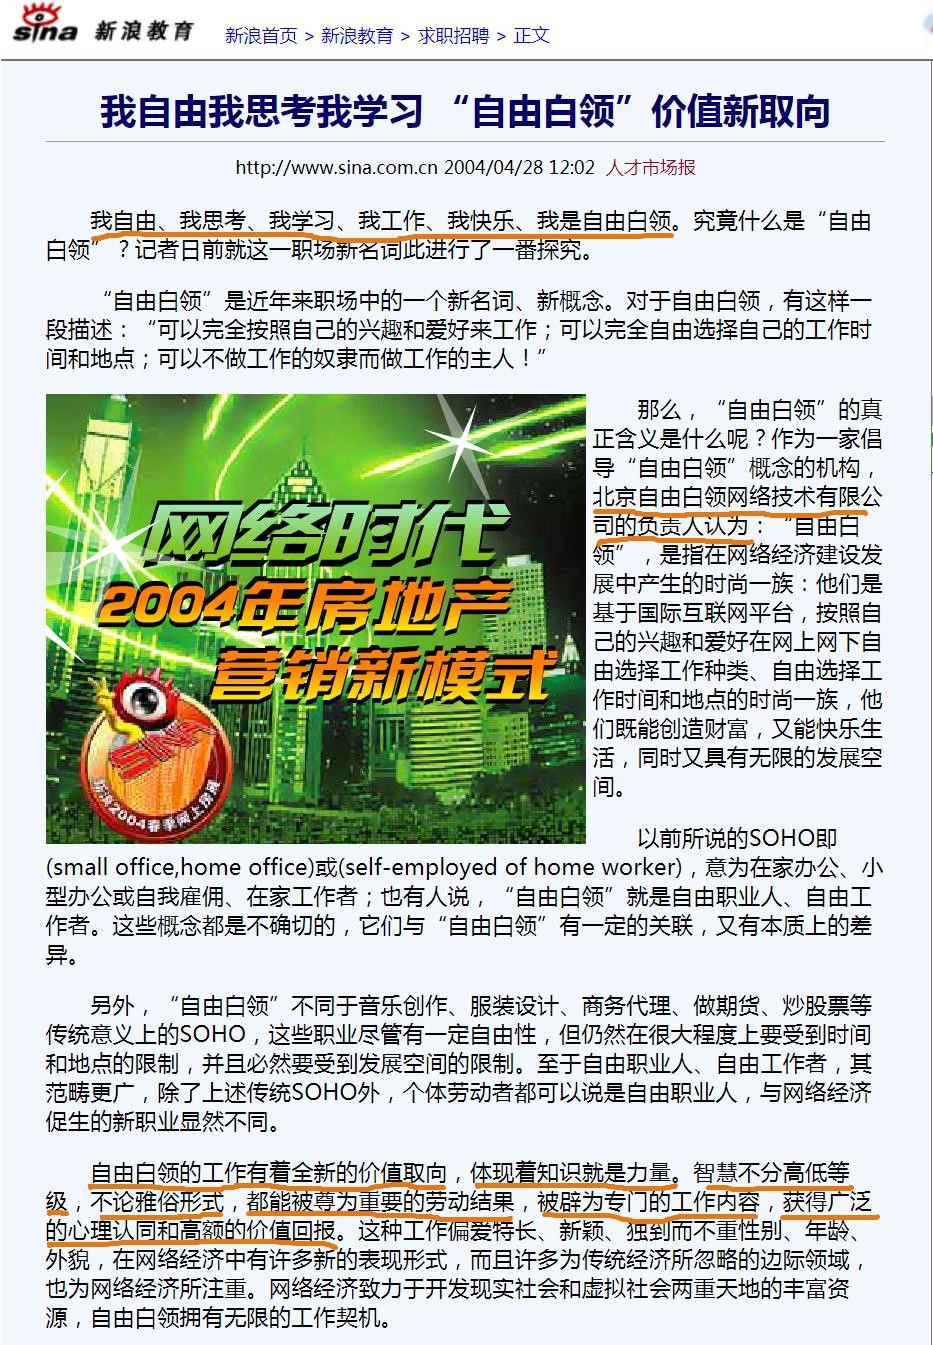 sina 新浪教育 新浪首页 > 新浪教育 > 求职招聘 > 正文
我自由我思考我学习 “自由白领”价值新取向
http://www.sina.com.cn 2004/04/28 12:02 人才市场报
我自由、我思考、我学习、我工作、我快乐、我是自由白领。究竟什么是“自由
白领”？记者日前就这一职场新名词此进行了一番探究。
“自由白领”是近年来职场中的一个新名词、新概念。对于自由白领，有这样一
段描述：“可以完全按照自己的兴趣和爱好来工作；可以完全自由选择自己的工作时
间和地点；可以不做工作的奴隶而做工作的主人！”
网络时代
2004年房地产
营销新模式
SINA
新浪2004春季网上房展
那么，“自由白领”的真
正含义是什么呢？作为一家倡
导“自由白领”概念的机构，
北京自由白领网络技术有限公
司的负责人认为：“自由白
领”，是指在网络经济建设发
展中产生的时尚一族：他们是
基于国际互联网平台，按照自
己的兴趣和爱好在网上网下自
由选择工作种类、自由选择工
作时间和地点的时尚一族，他
们既能创造财富，又能快乐生
活，同时又具有无限的发展空
间。
以前所说的SOHO即
(small office,home office)或(self-employed of home worker)，意为在家办公、小
型办公或自我雇佣、在家工作者；也有人说，“自由白领”就是自由职业人、自由工
作者。这些概念都是不确切的，它们与“自由白领”有一定的关联，又有本质上的差
异。
另外，“自由白领”不同于音乐创作、服装设计、商务代理、做期货、炒股票等
传统意义上的SOHO，这些职业尽管有一定自由性，但仍然在很大程度上要受到时间
和地点的限制，并且必然要受到发展空间的限制。至于自由职业人、自由工作者，其
范畴更广，除了上述传统SOHO外，个体劳动者都可以说是自由职业人，与网络经济
促生的新职业显然不同。
自由白领的工作有着全新的价值取向，体现着知识就是力量。智慧不分高低等
级，不论雅俗形式，都能被尊为重要的劳动结果，被辟为专门的工作内容，获得广泛
的心理认同和高额的价值回报。这种工作偏爱特长、新颖、独到而不重性别、年龄、
外貌，在网络经济中有许多新的表现形式，而且许多为传统经济所忽略的边际领域，
也为网络经济所注重。网络经济致力于开发现实社会和虚拟社会两重天地的丰富资
源，自由白领拥有无限的工作契机。